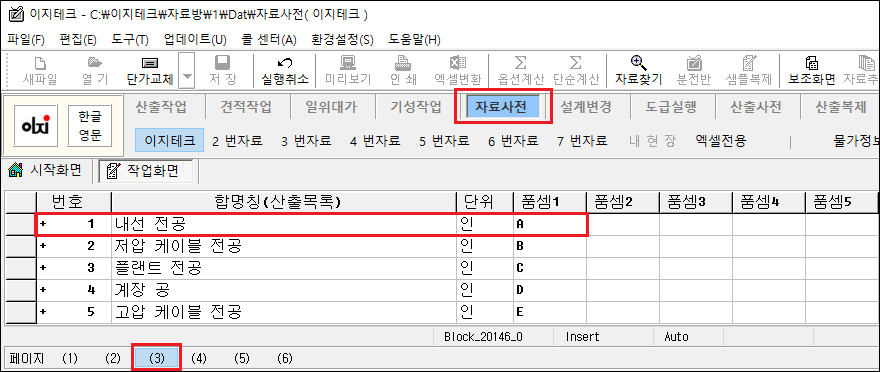 이지테크 - C:\이지테크\자료방\1\Dat\자료사전( 이지테크 )
파일(F) 편집(E) 도구(T) 업데이트(U) 콜 센터(A) 환경설정(S) 도움말(H)
새파일 열 기 단가교체 저 장 실행취소 미리보기 인 쇄 엑셀변환 옵션계산 단순계산 자료찾기 분전반 샘플복제 보조화면 자료추
산출작업 견적작업 일위대가 기성작업 자료사전 설계변경 도급실행 산출사전 산출복제
한글
영문
이지테크 2 번자료 3 번자료 4 번자료 5 번자료 6 번자료 7 번자료 내 현 장 엑셀전용 | 물가정보
시작화면 작업화면
번호 합명칭(산출목록) 단위 품셈1 품셈2 품셈3 품셈4 품셈5
+ 1 내선 전공 인 A
+ 2 저압 케이블 전공 인 B
+ 3 플랜트 전공 인 C
+ 4 계장 공 인 D
+ 5 고압 케이블 전공 인 E
Block_20146_0 Insert Auto
페이지 (1) (2) (3) (4) (5) (6)